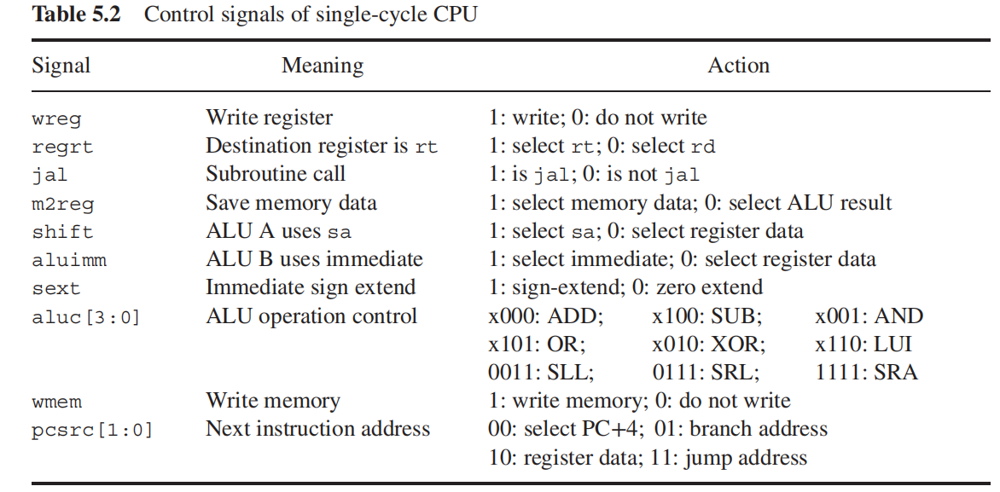 Table 5.2 Control signals of single-cycle CPU
Signal Meaning Action
wreg Write register 1: write; 0: do not write
regrt Destination register is rt 1: select rt; 0: select rd
jal Subroutine call 1: is jal; 0: is not jal
m2reg Save memory data 1: select memory data; 0: select ALU result
shift ALU A uses sa 1: select sa; 0: select register data
aluimm ALU B uses immediate 1: select immediate; 0: select register data
sext Immediate sign extend 1: sign-extend; 0: zero extend
aluc[3:0] ALU operation control x000: ADD; x100: SUB; x001: AND
x101: OR; x010: XOR; x110: LUI
0011: SLL; 0111: SRL; 1111: SRA
wmem Write memory 1: write memory; 0: do not write
pcsrc[1:0] Next instruction address 00: select PC+4; 01: branch address
10: register data; 11: jump address